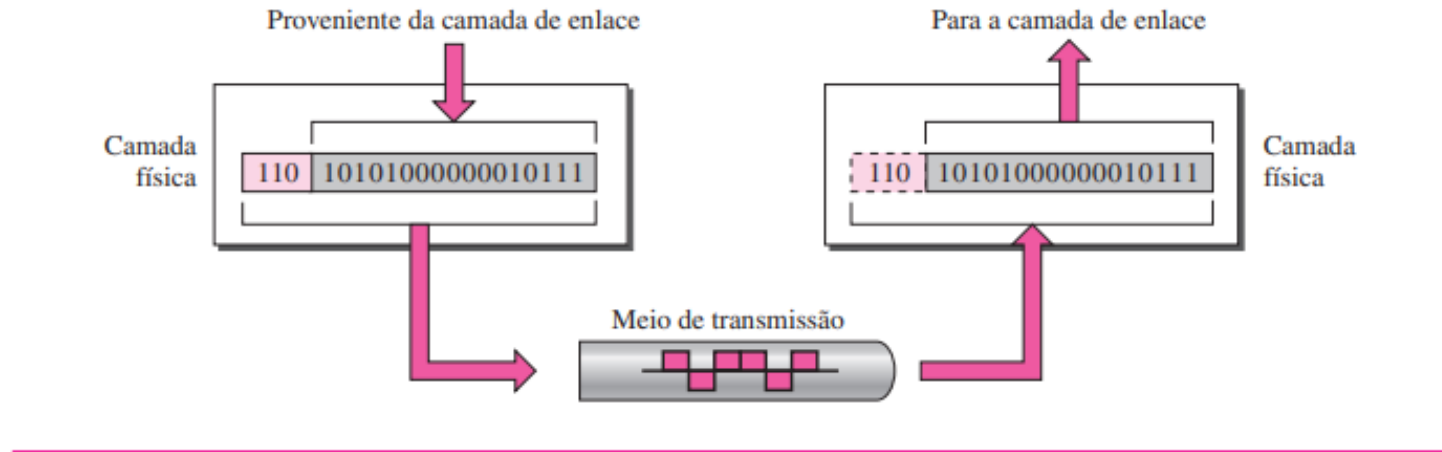 Proveniente da camada de enlace
Para a camada de enlace
Camada
física
110 10101000000010111
110 10101000000010111
Camada
física
Meio de transmissão